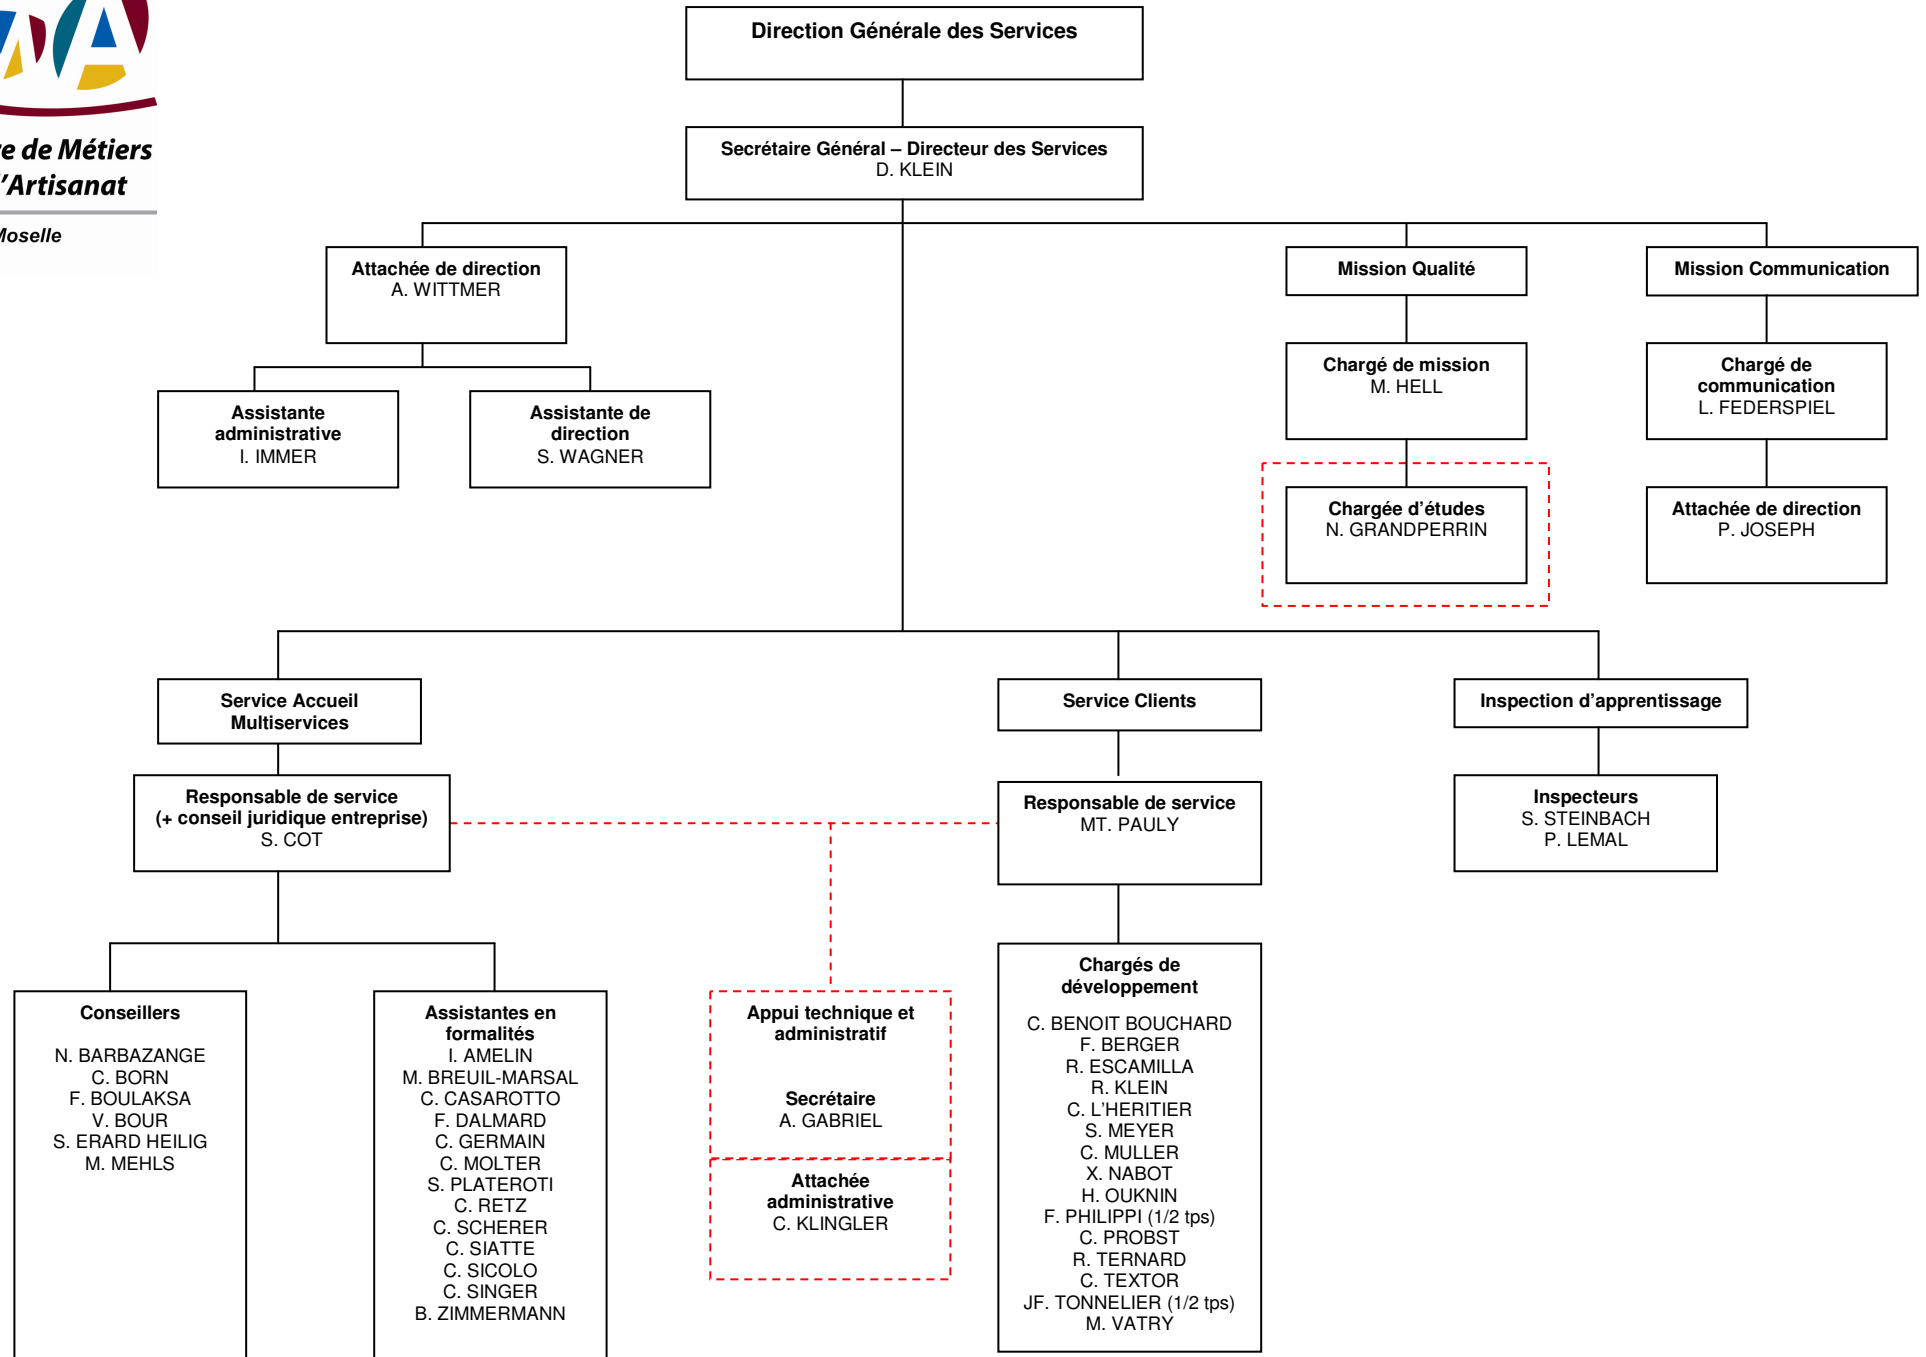 de Métiers
l'Artisanat
Moselle
Direction Générale des Services
Secrétaire Général – Directeur des Services
D. KLEIN
Attachée de direction
A. WITTMER
Mission Qualité
Mission Communication
Chargé de mission
M. HELL
Chargé de
communication
L. FEDERSPIEL
Assistante
administrative
I. IMMER
Assistante de
direction
S. WAGNER
Chargée d'études
N. GRANDPERRIN
Attachée de direction
P. JOSEPH
Service Accueil
Multiservices
Service Clients
Inspection d'apprentissage
Responsable de service
(+ conseil juridique entreprise)
S. COT
Responsable de service
MT. PAULY
Inspecteurs
S. STEINBACH
P. LEMAL
Conseillers
N. BARBAZANGE
C. BORN
F. BOULAKSA
V. BOUR
S. ERARD HEILIG
M. MEHLS
Assistantes en
formalités
I. AMELIN
M. BREUIL-MARSAL
C. CASAROTTO
F. DALMARD
C. GERMAIN
C. MOLTER
S. PLATEROTI
C. RETZ
C. SCHERER
C. SIATTE
C. SICOLO
C. SINGER
B. ZIMMERMANN
Appui technique et
administratif
Secrétaire
A. GABRIEL
Attachée
administrative
C. KLINGLER
Chargés de
développement
C. BENOIT BOUCHARD
F. BERGER
R. ESCAMILLA
R. KLEIN
C. L'HERITIER
S. MEYER
C. MULLER
X. NABOT
H. OUKNIN
F. PHILIPPI (1/2 tps)
C. PROBST
R. TERNARD
C. TEXTOR
JF. TONNELIER (1/2 tps)
M. VATRY